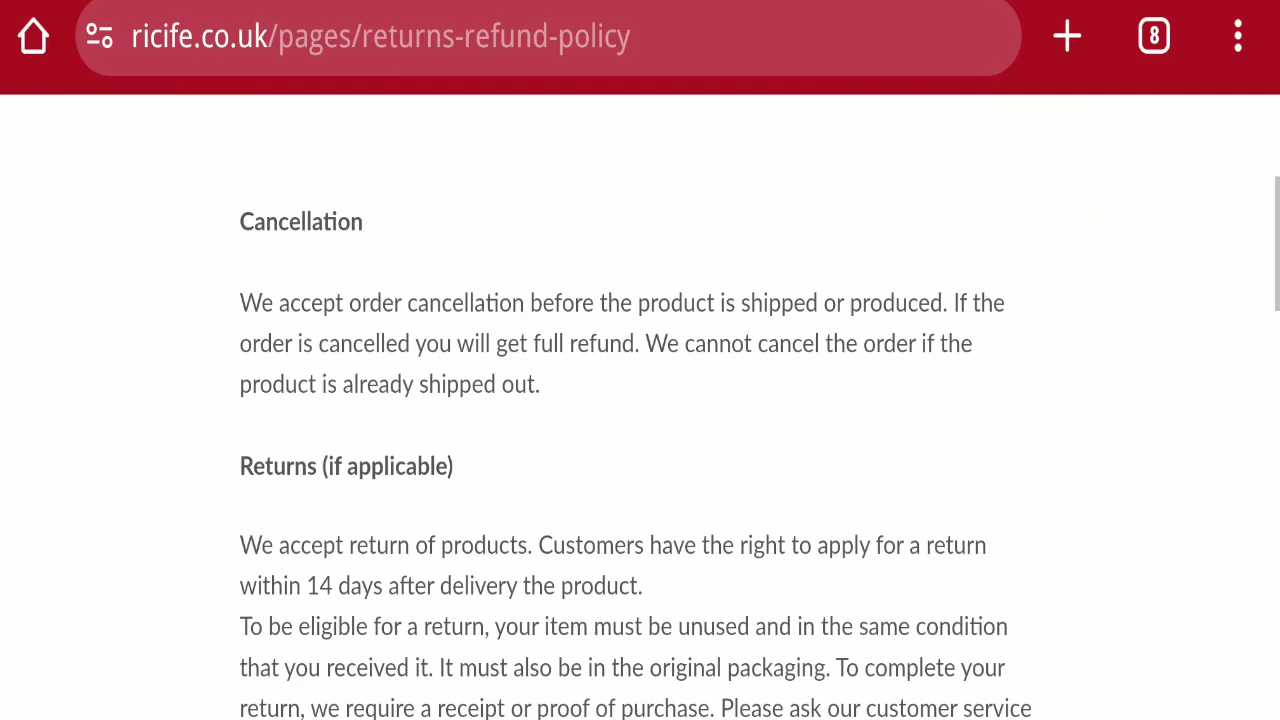 ricife.co.uk/pages/returns-refund-policy
8
Cancellation
We accept order cancellation before the product is shipped or produced. If the
order is cancelled you will get full refund. We cannot cancel the order if the
product is already shipped out.
Returns (if applicable)
We accept return of products. Customers have the right to apply for a return
within 14 days after delivery the product.
To be eligible for a return, your item must be unused and in the same condition
that you received it. It must also be in the original packaging. To complete your
return, we require a receipt or proof of purchase. Please ask our customer service